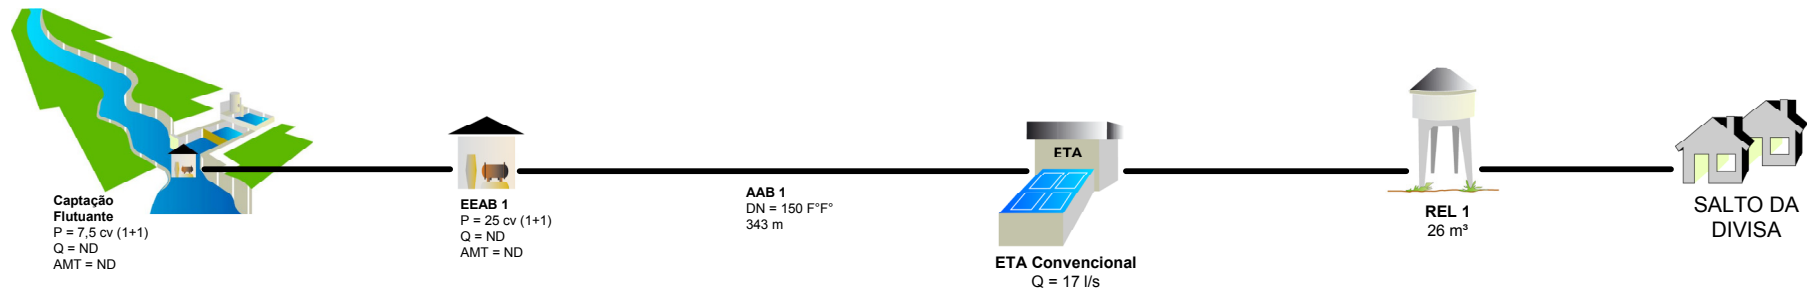 Captação
Flutuante
P = 7,5 cv (1+1)
Q = ND
AMT = ND
EEAB 1
P = 25 cv (1+1)
Q = ND
AMT = ND
AAB 1
DN = 150 F°F°
343 m
ETA
ETA Convencional
Q = 17 l/s
REL 1
26 m³
SALTO DA
DIVISA